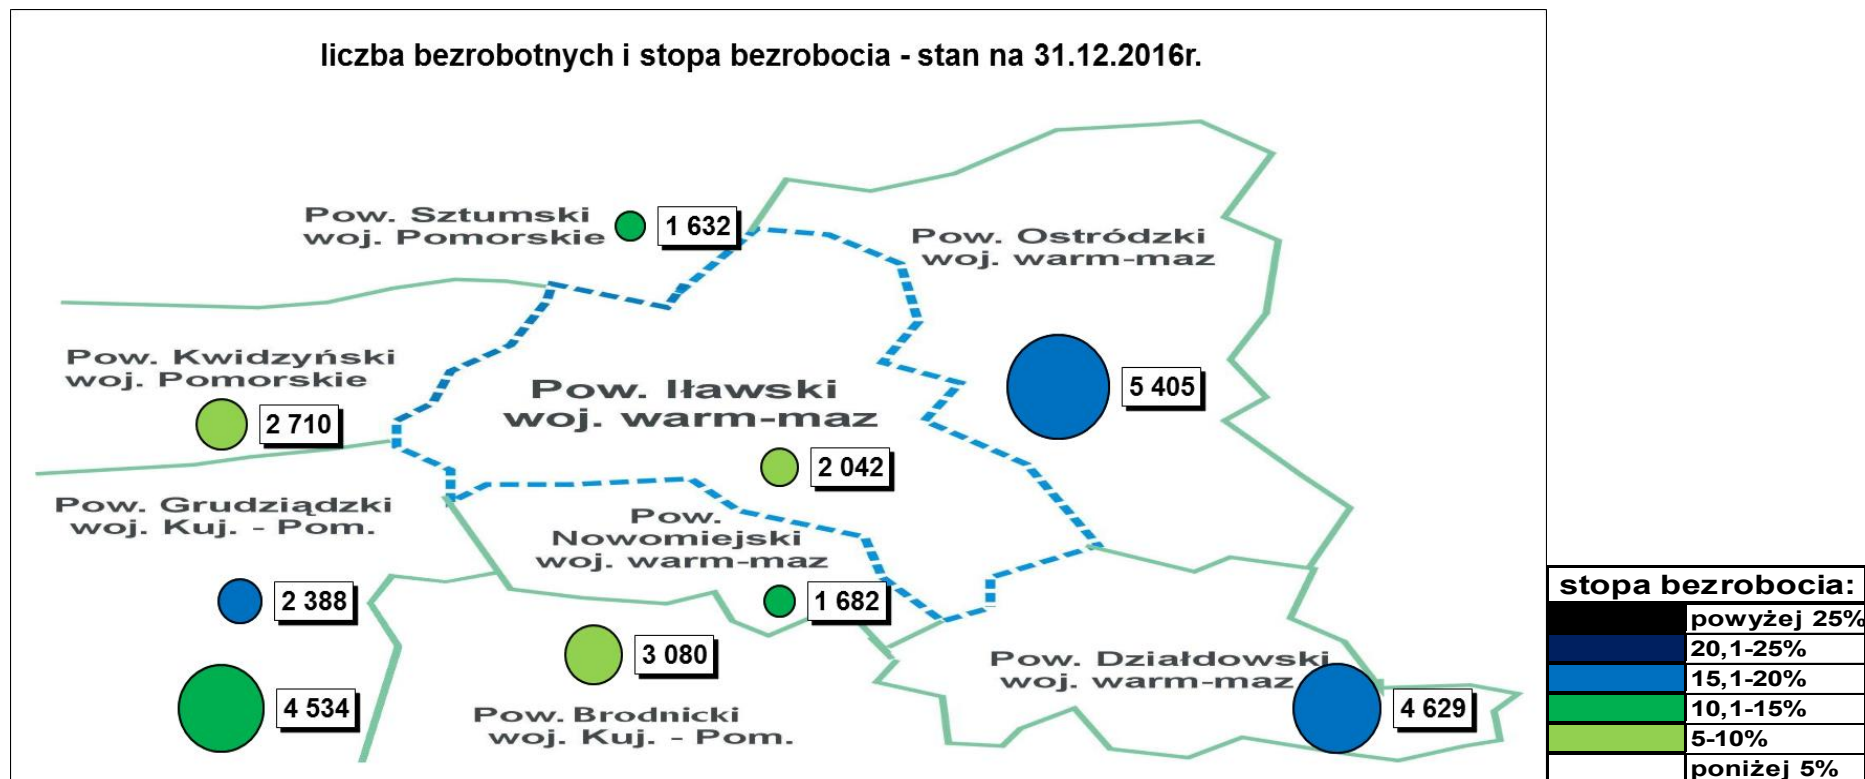 liczba bezrobotnych i stopa bezrobocia - stan na 31.12.2016r.
Pow. Sztumski
woj. Pomorskie
1 632
Pow. Ostródzki
woj. warm-maz
5 405
Pow. Kwidzyński
woj. Pomorskie
2 710
Pow. Iławski
woj. warm-maz
2 042
Pow. Grudziądzki
woj. Kuj. - Pom.
2 388
4 534
Pow.
Nowomiejski
woj. warm-maz
1 682
3 080
Pow. Brodnicki
woj. Kuj. - Pom.
Pow. Działdowski
woj. warm-maz
4 629
stopa bezrobocia:
powyżej 25%
20,1-25%
15,1-20%
10,1-15%
5-10%
poniżej 5%